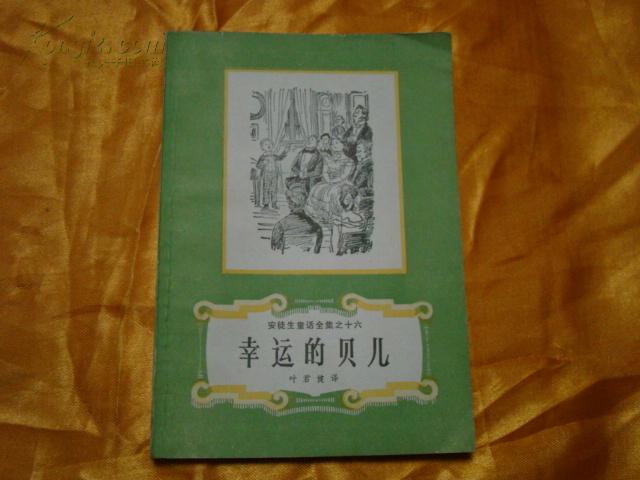 安徒生童话全集之十六
幸运的贝儿
叶君健译